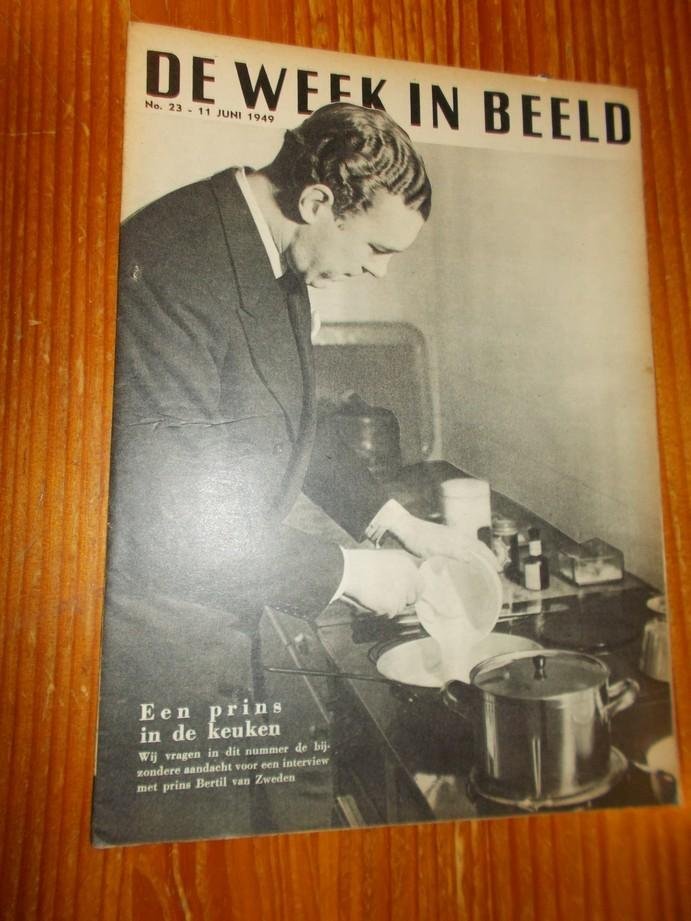 DE WEEK IN BEELD
No. 23 - 11 JUNI 1949
Een prins
in de keuken
Wij vragen in dit nummer de bij-
zondere aandacht voor een interview
met prins Bertil van Zweden